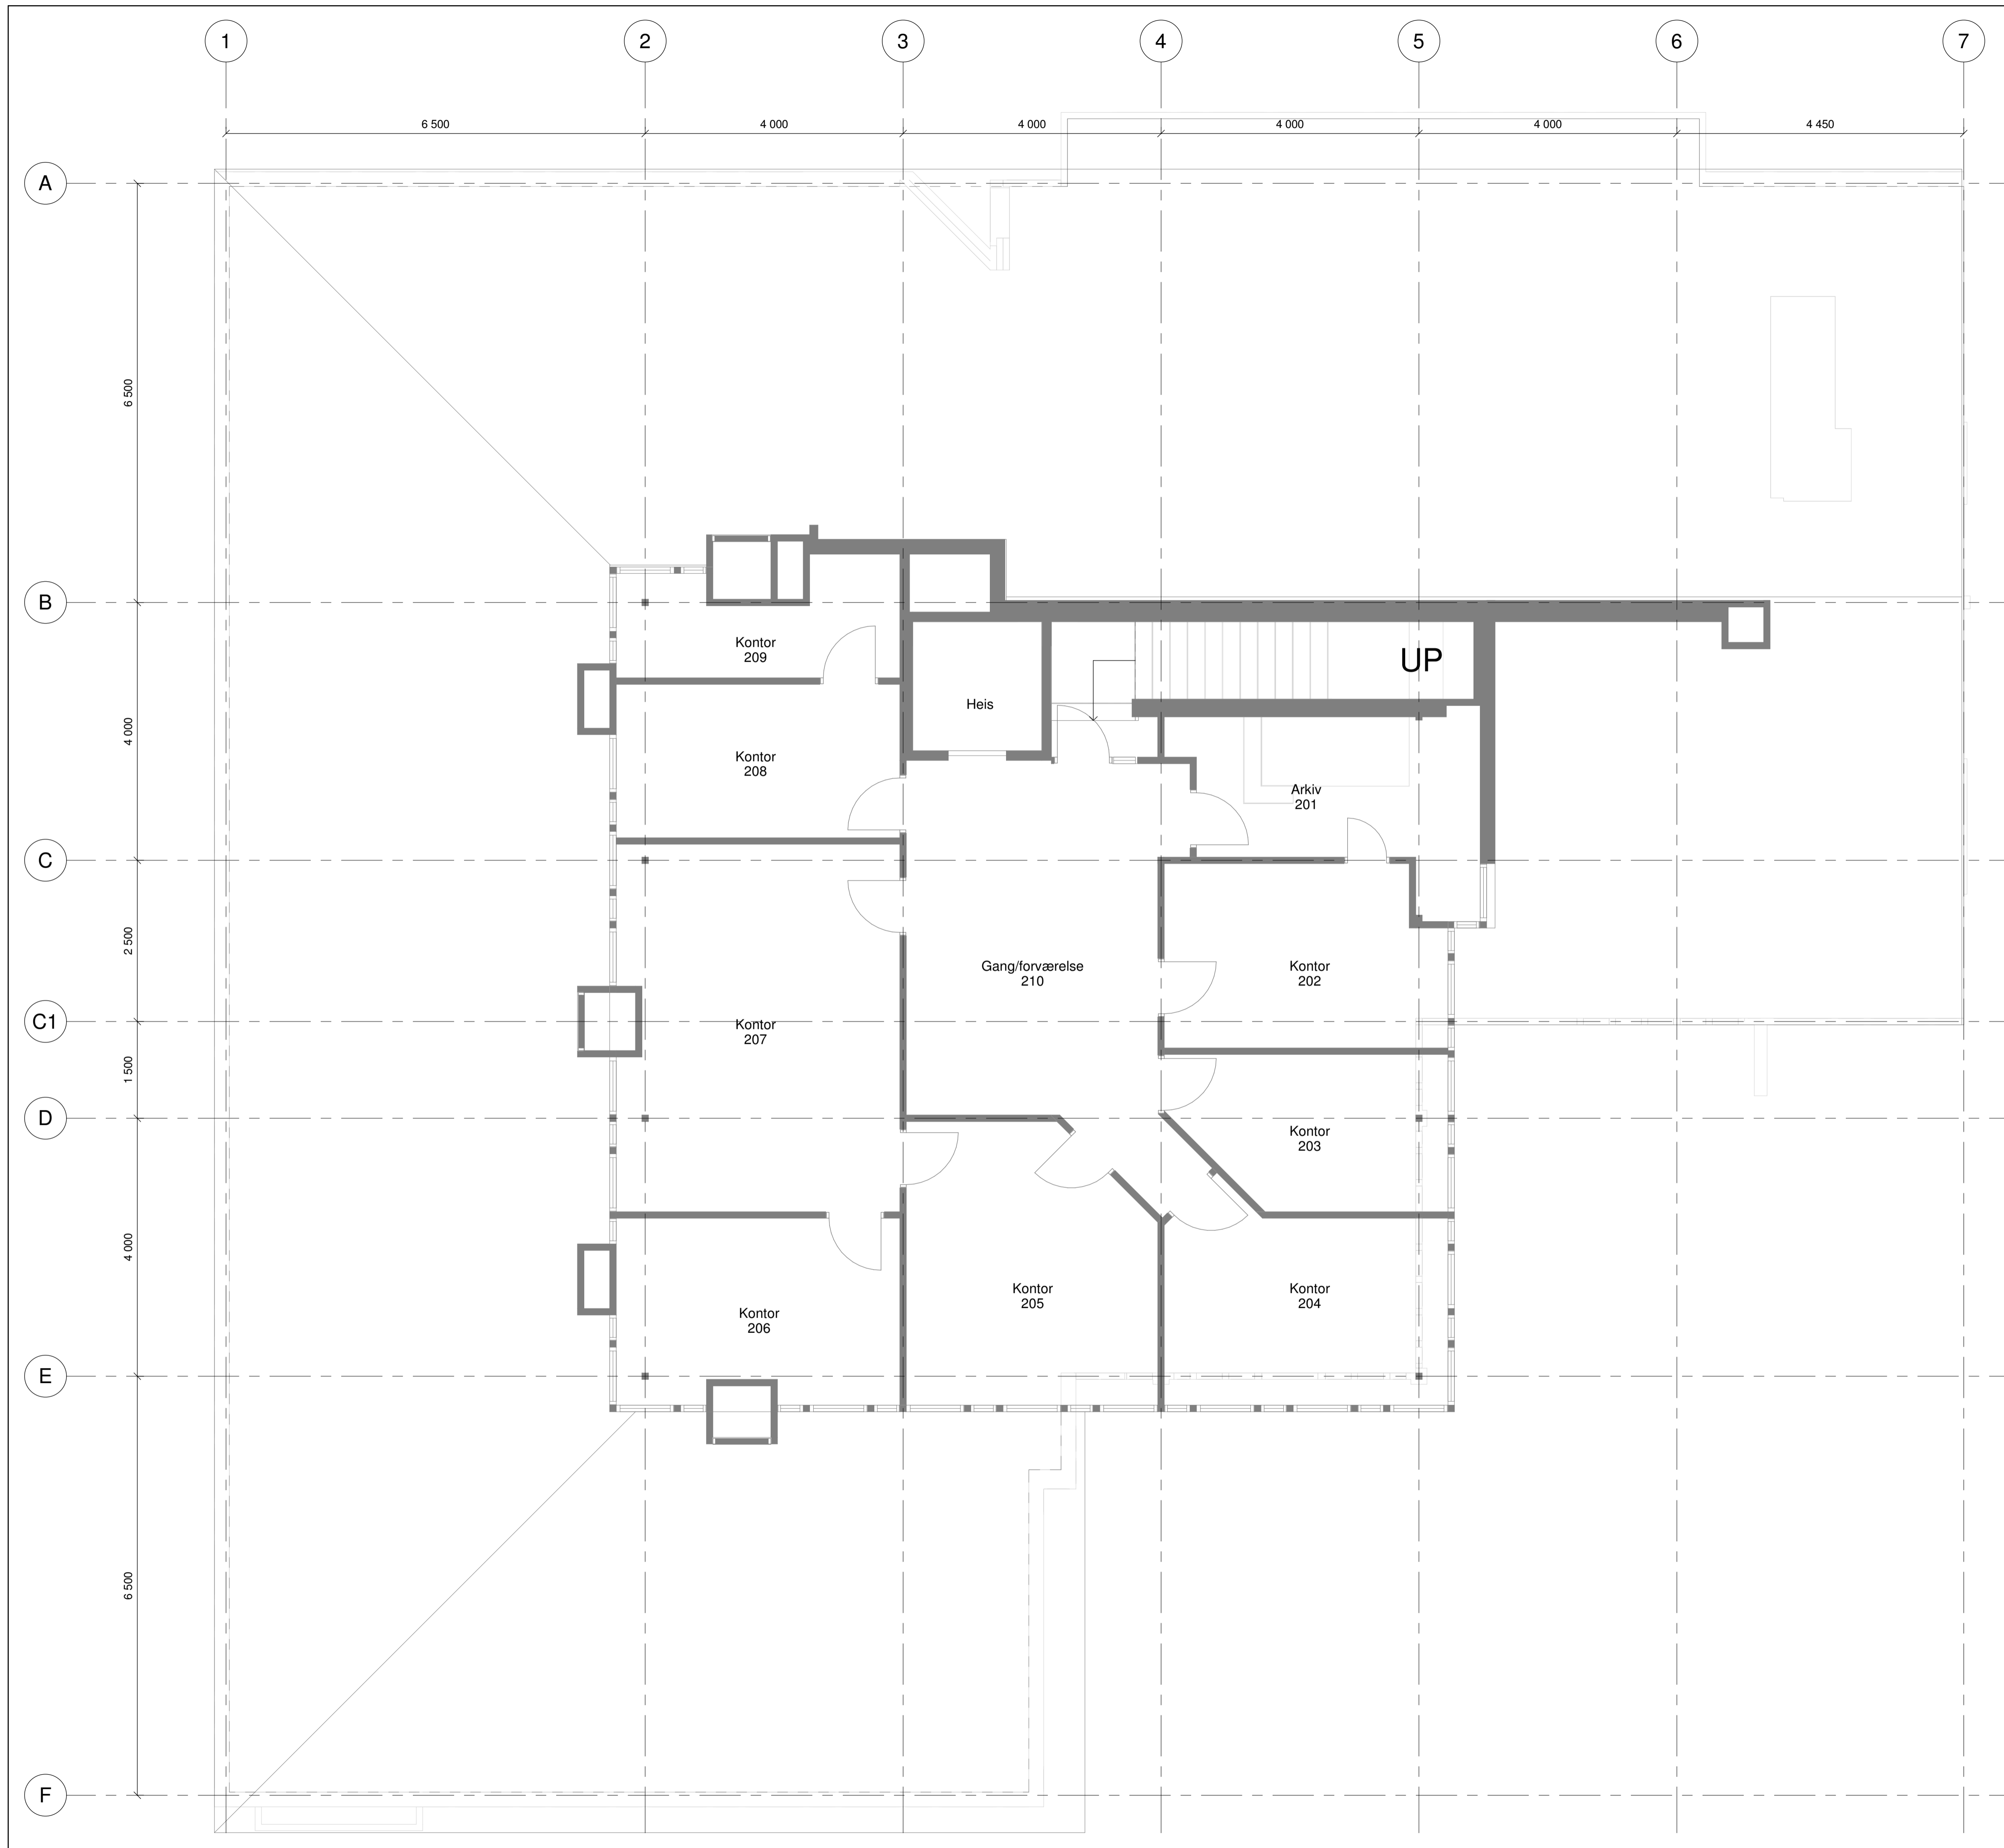 1
2
3
4
5
6
7
6 500
4 000
4 000
4 000
4 000
4 450
A
6 500
B
Kontor
209
UP
Heis
4 000
Kontor
208
Arkiv
201
C
2 500
Gang/forværelse
210
Kontor
202
C1
Kontor
207
1 500
D
Kontor
203
4 000
Kontor
205
Kontor
204
Kontor
206
E
6 500
F